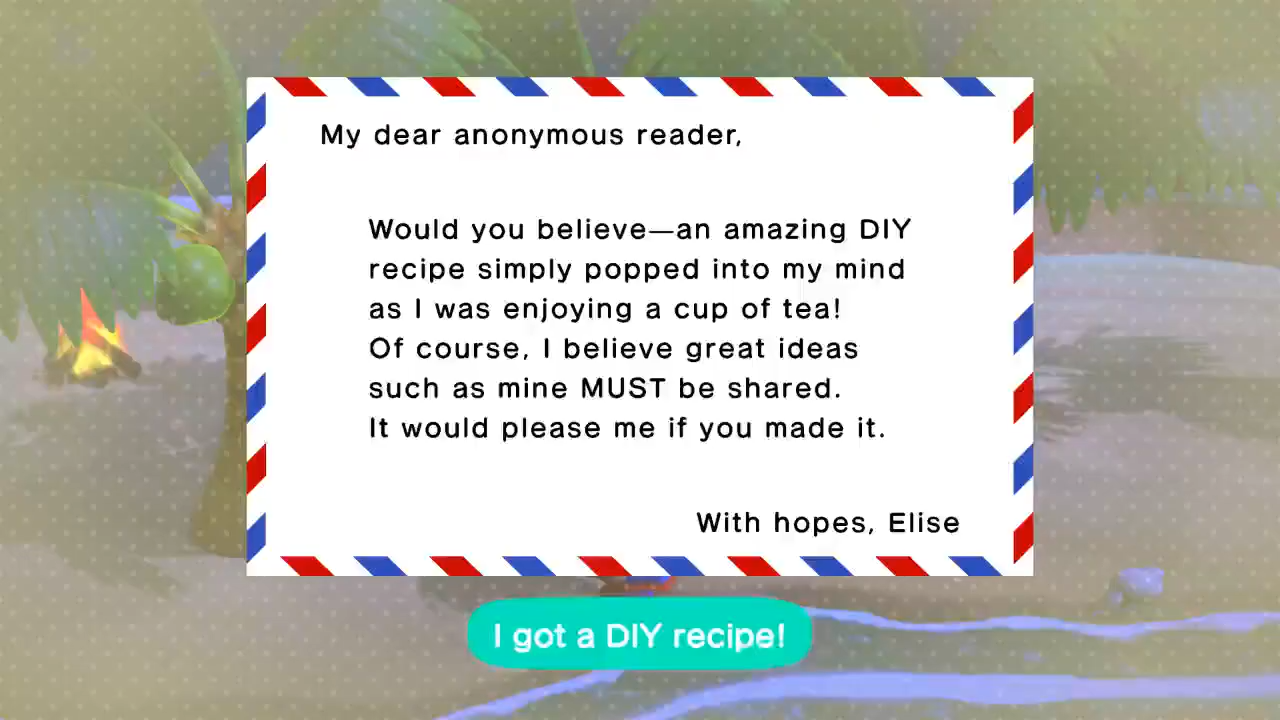 My dear anonymous reader,
Would you believe—an amazing DIY
recipe simply popped into my mind
as I was enjoying a cup of tea!
Of course, I believe great ideas
such as mine MUST be shared.
It would please me if you made it.
With hopes, Elise
I got a DIY recipe!